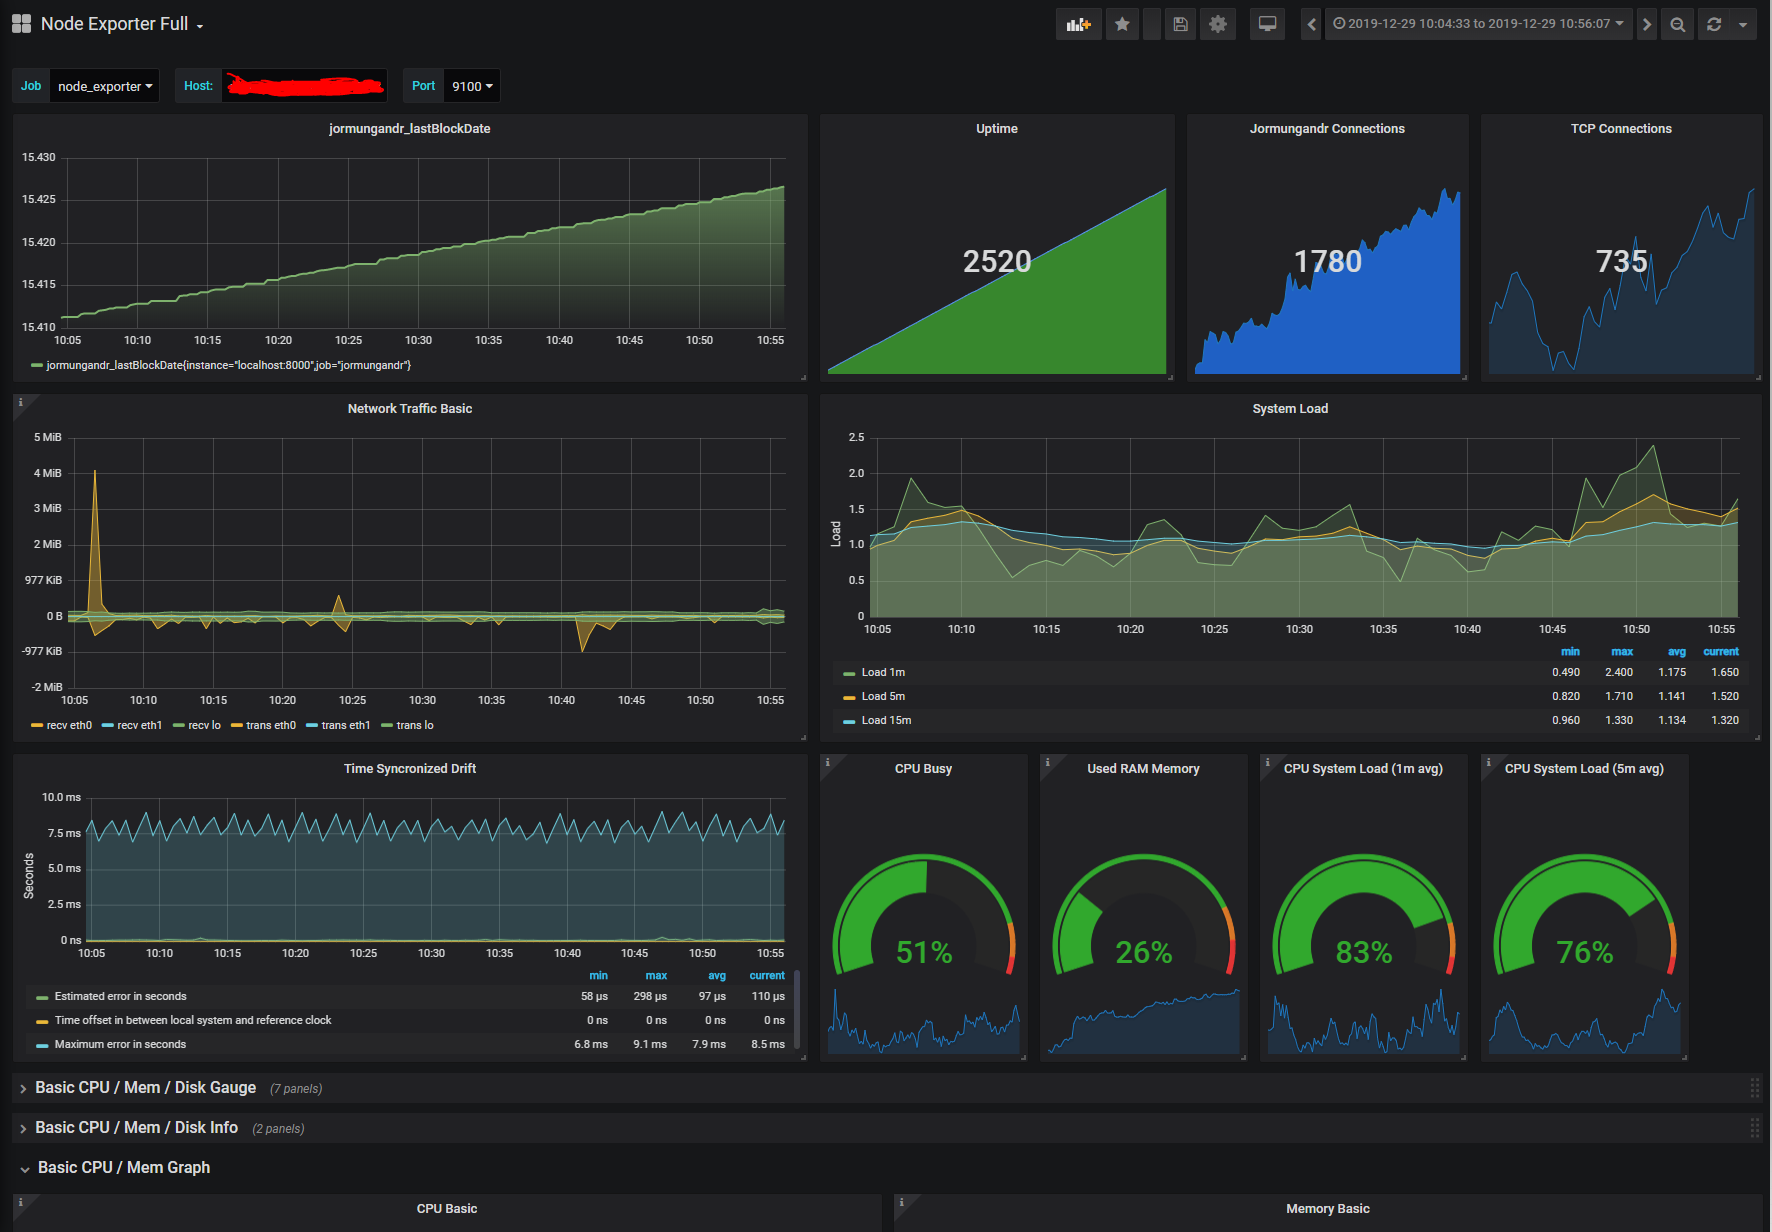 Node Exporter Full
2019-12-29 10:04:33 to 2019-12-29 10:56:07
Job node_exporter Host: Port 9100
jormungandr_lastBlockDate
15.430
15.425
15.420
15.415
15.410
10:05 10:10 10:15 10:20 10:25 10:30 10:35 10:40 10:45 10:50 10:55
jormungandr_lastBlockDate{instance="localhost:8000",job="jormungandr"}
Uptime
2520
Jormungandr Connections
1780
TCP Connections
735
Network Traffic Basic
5 MiB
4 MiB
3 MiB
2 MiB
977 KiB
0 B
-977 KiB
-2 MiB
10:05 10:10 10:15 10:20 10:25 10:30 10:35 10:40 10:45 10:50 10:55
recv eth0 recv eth1 recv lo trans eth0 trans eth1 trans lo
System Load
Load
2.5
2.0
1.5
1.0
0.5
0
10:05 10:10 10:15 10:20 10:25 10:30 10:35 10:40 10:45 10:50 10:55
min max avg current
Load 1m 0.490 2.400 1.175 1.650
Load 5m 0.820 1.710 1.141 1.520
Load 15m 0.960 1.330 1.134 1.320
Time Syncronized Drift
Seconds
10.0 ms
7.5 ms
5.0 ms
2.5 ms
0 ns
10:05 10:10 10:15 10:20 10:25 10:30 10:35 10:40 10:45 10:50 10:55
min max avg current
Estimated error in seconds 58 µs 298 µs 97 µs 110 µs
Time offset in between local system and reference clock 0 ns 0 ns 0 ns 0 ns
Maximum error in seconds 6.8 ms 9.1 ms 7.9 ms 8.5 ms
CPU Busy
51%
Used RAM Memory
26%
CPU System Load (1m avg)
83%
CPU System Load (5m avg)
76%
Basic CPU / Mem / Disk Gauge (7 panels)
Basic CPU / Mem / Disk Info (2 panels)
Basic CPU / Mem Graph
CPU Basic
Memory Basic